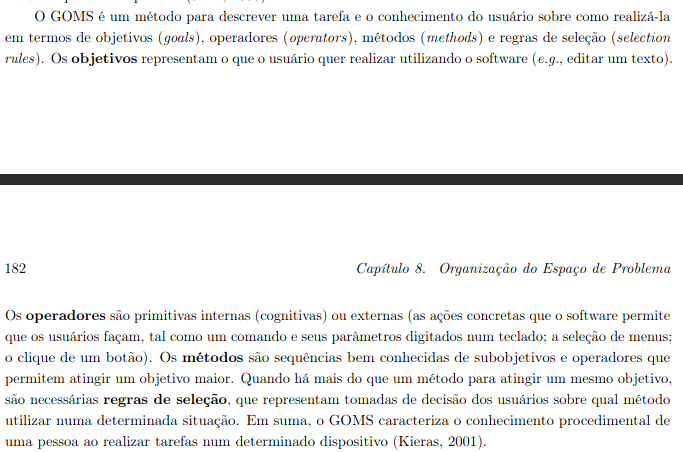 O GOMS é um método para descrever uma tarefa e o conhecimento do usuário sobre como realizá-la
em termos de objetivos (goals), operadores (operators), métodos (methods) e regras de seleção (selection
rules). Os objetivos representam o que o usuário quer realizar utilizando o software (e.g., editar um texto).
182 Capítulo 8. Organização do Espaço de Problema
Os operadores são primitivas internas (cognitivas) ou externas (as ações concretas que o software permite
que os usuários façam, tal como um comando e seus parâmetros digitados num teclado; a seleção de menus;
o clique de um botão). Os métodos são sequências bem conhecidas de subobjetivos e operadores que
permitem atingir um objetivo maior. Quando há mais do que um método para atingir um mesmo objetivo,
são necessárias regras de seleção, que representam tomadas de decisão dos usuários sobre qual método
utilizar numa determinada situação. Em suma, o GOMS caracteriza o conhecimento procedimental de
uma pessoa ao realizar tarefas num determinado dispositivo (Kieras, 2001).